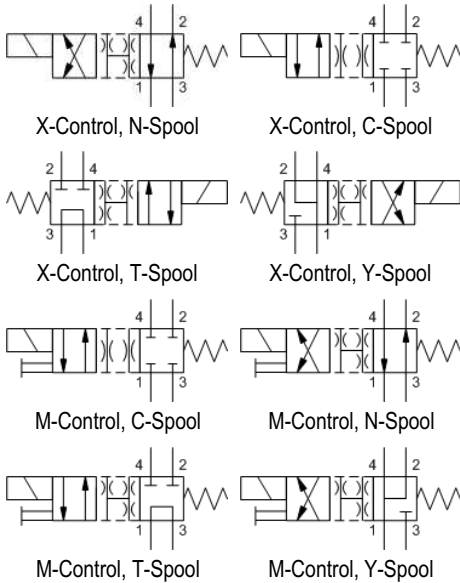 4 2
4 2
1 3
1 3
X-Control, N-Spool
X-Control, C-Spool
2 4
2 4
3 1
3 1
X-Control, T-Spool
X-Control, Y-Spool
4 2
4 2
1 3
1 3
M-Control, C-Spool
M-Control, N-Spool
4 2
4 2
1 3
1 3
M-Control, T-Spool
M-Control, Y-Spool